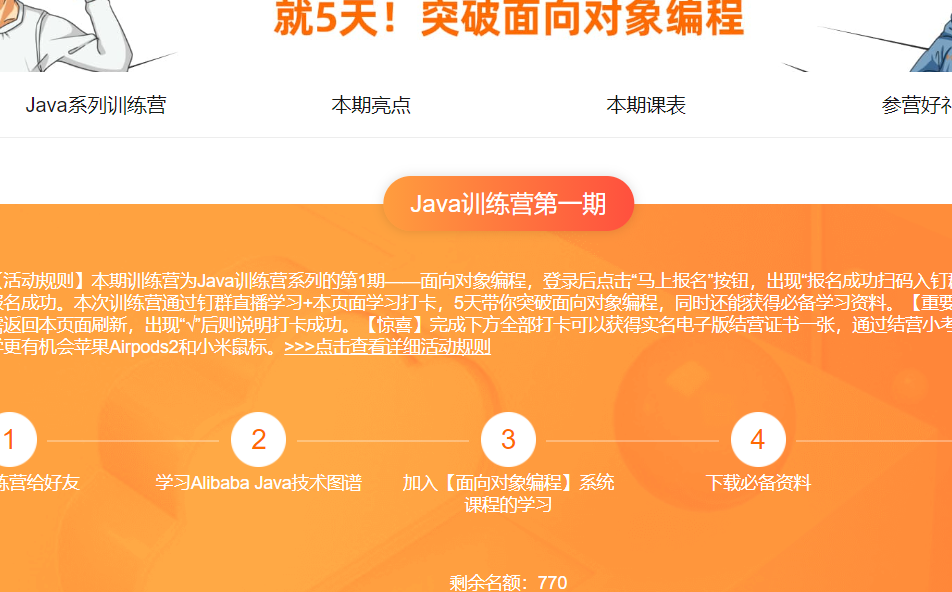 就5天！突破面向对象编程
Java系列训练营 本期亮点 本期课表 参营好礼
Java训练营第一期
【活动规则】本期训练营为Java训练营系列的第1期——面向对象编程，登录后点击“马上报名”按钮，出现“报名成功扫码入钉群
报名成功。本次训练营通过钉群直播学习+本页面学习打卡，5天带你突破面向对象编程，同时还能获得必备学习资料。【重要
返回本页面刷新，出现“√”后则说明打卡成功。【惊喜】完成下方全部打卡可以获得实名电子版结营证书一张，通过结营小考
更有机会苹果Airpods2和小米鼠标。>>>点击查看详细活动规则
1 2 3 4
练营给好友 学习Alibaba Java技术图谱 加入【面向对象编程】系统 下载必备资料
课程的学习
剩余名额：770